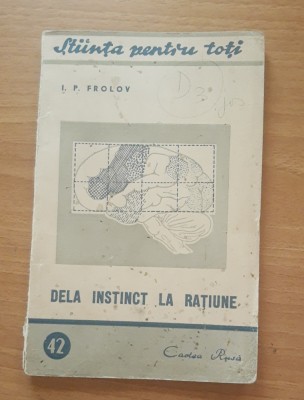 Știința pentru toți
I. P. FROLOV
DELA INSTINCT LA RAȚIUNE
42
Cartea Rusă